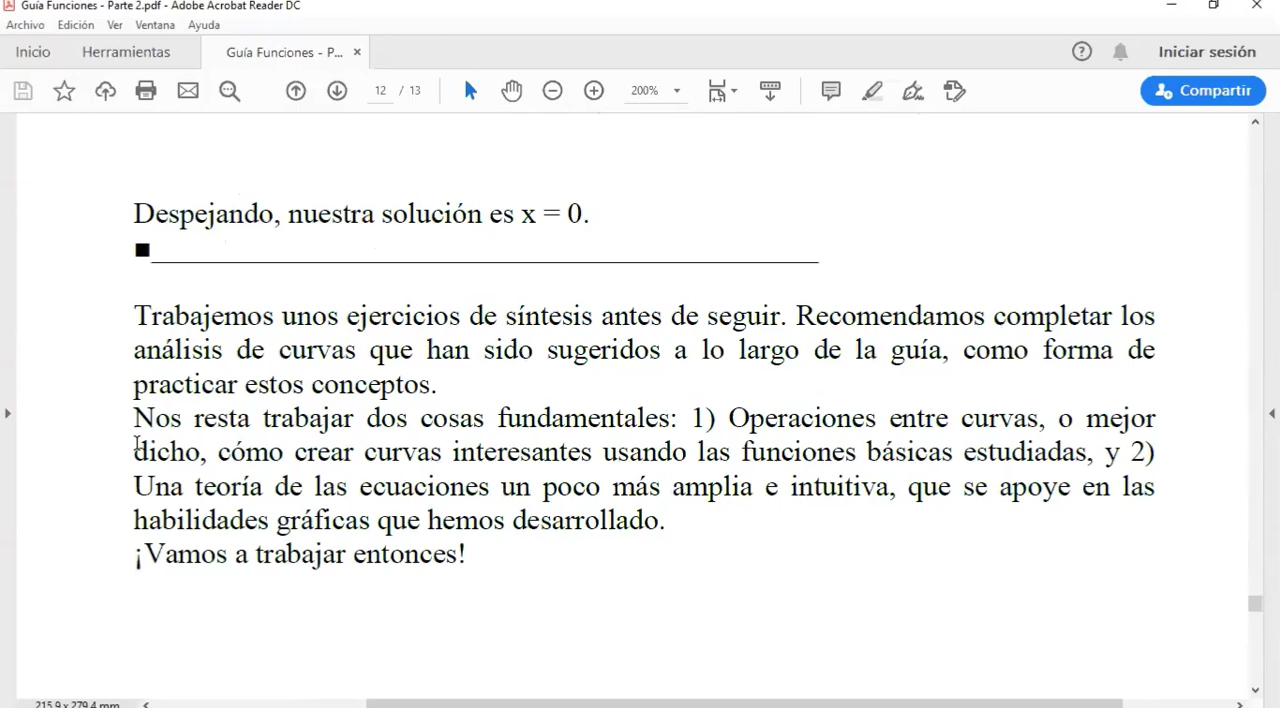 Guía Funciones - Parte 2.pdf - Adobe Acrobat Reader DC
Archivo Edición Ver Ventana Ayuda
Inicio Herramientas Guía Funciones - P... × Iniciar sesión
12 / 13 200% Compartir
Despejando, nuestra solución es x = 0.
Trabajemos unos ejercicios de síntesis antes de seguir. Recomendamos completar los
análisis de curvas que han sido sugeridos a lo largo de la guía, como forma de
practicar estos conceptos.
Nos resta trabajar dos cosas fundamentales: 1) Operaciones entre curvas, o mejor
dicho, cómo crear curvas interesantes usando las funciones básicas estudiadas, y 2)
Una teoría de las ecuaciones un poco más amplia e intuitiva, que se apoye en las
habilidades gráficas que hemos desarrollado.
¡Vamos a trabajar entonces!
215,9 x 279,4 mm